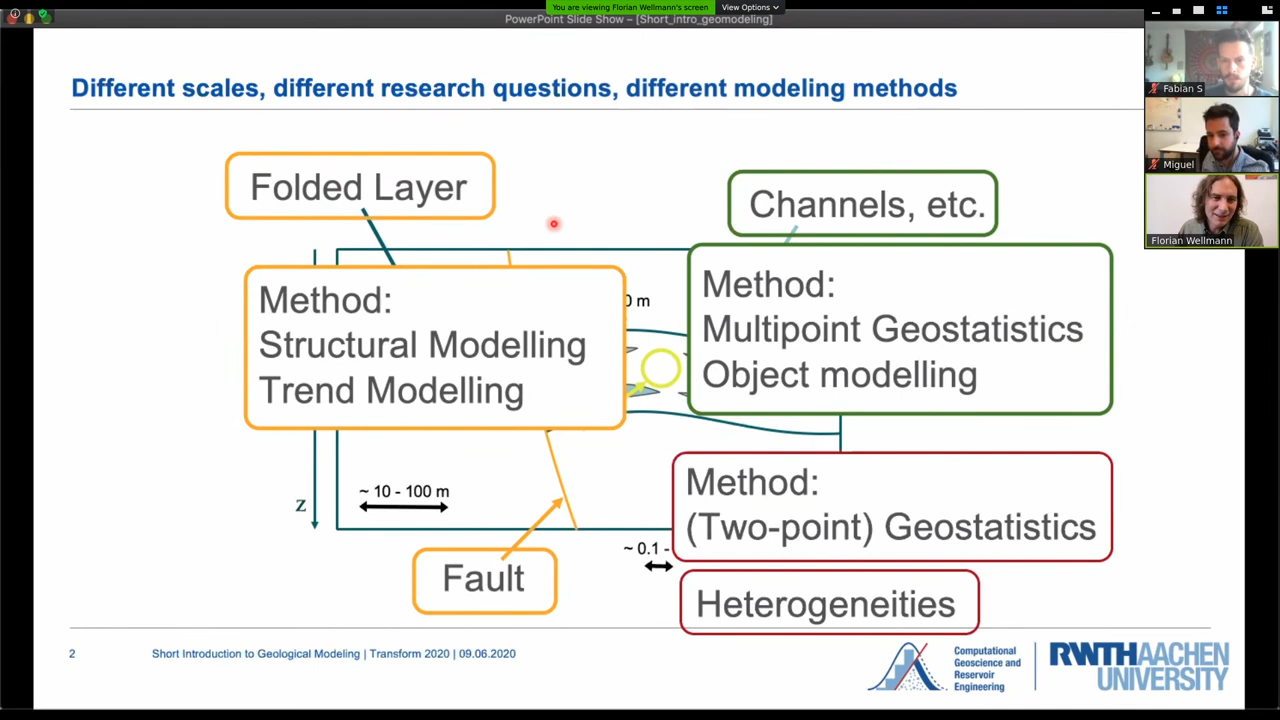 You are viewing Florian Wellmann's screen
View Options
PowerPoint Slide Show – [Short_intro_geomodeling]
Different scales, different research questions, different modeling methods
Folded Layer
Channels, etc.
Method:
Structural Modelling
Trend Modelling
0 m
Method:
Multipoint Geostatistics
Object modelling
z
~ 10 - 100 m
Method:
(Two-point) Geostatistics
~ 0.1 -
Fault
Heterogeneities
2
Short Introduction to Geological Modeling | Transform 2020 | 09.06.2020
Computational
Geoscience and
Reservoir
Engineering
RWTHAACHEN
UNIVERSITY
Fabian S
Miguel
Florian Wellmann